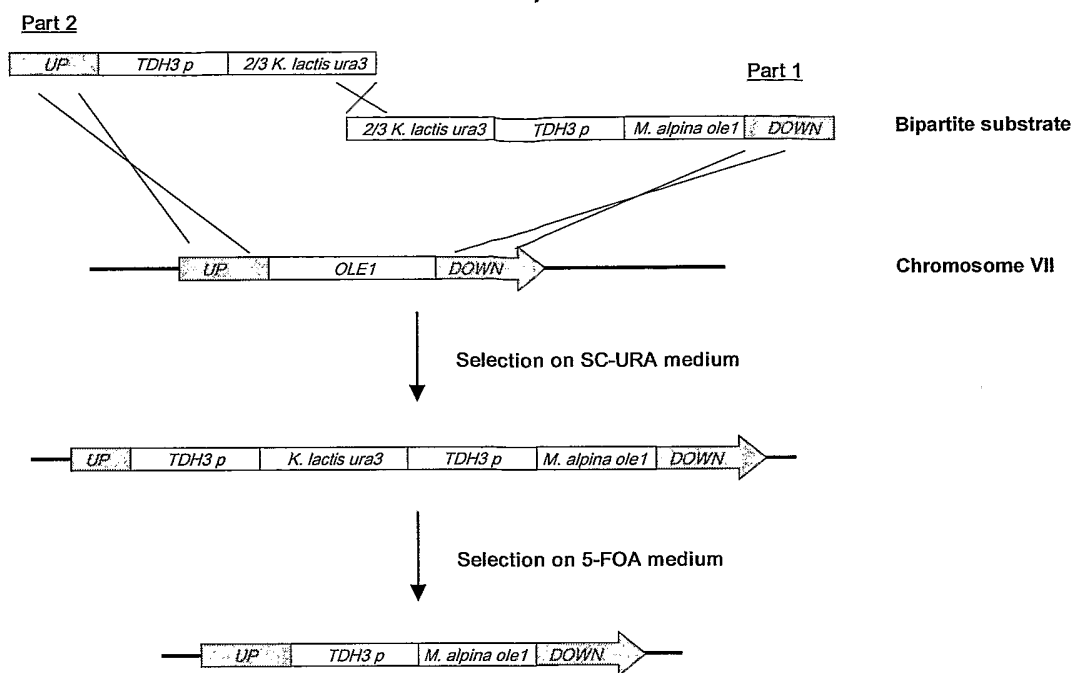 Part 2
UP TDH3 p 2/3 K. lactis ura3
Part 1
2/3 K. lactis ura3 TDH3 p M. alpina ole1 DOWN
Bipartite substrate
UP OLE1 DOWN
Chromosome VII
Selection on SC-URA medium
UP TDH3 p K. lactis ura3 TDH3 p M. alpina ole1 DOWN
Selection on 5-FOA medium
UP TDH3 p M. alpina ole1 DOWN